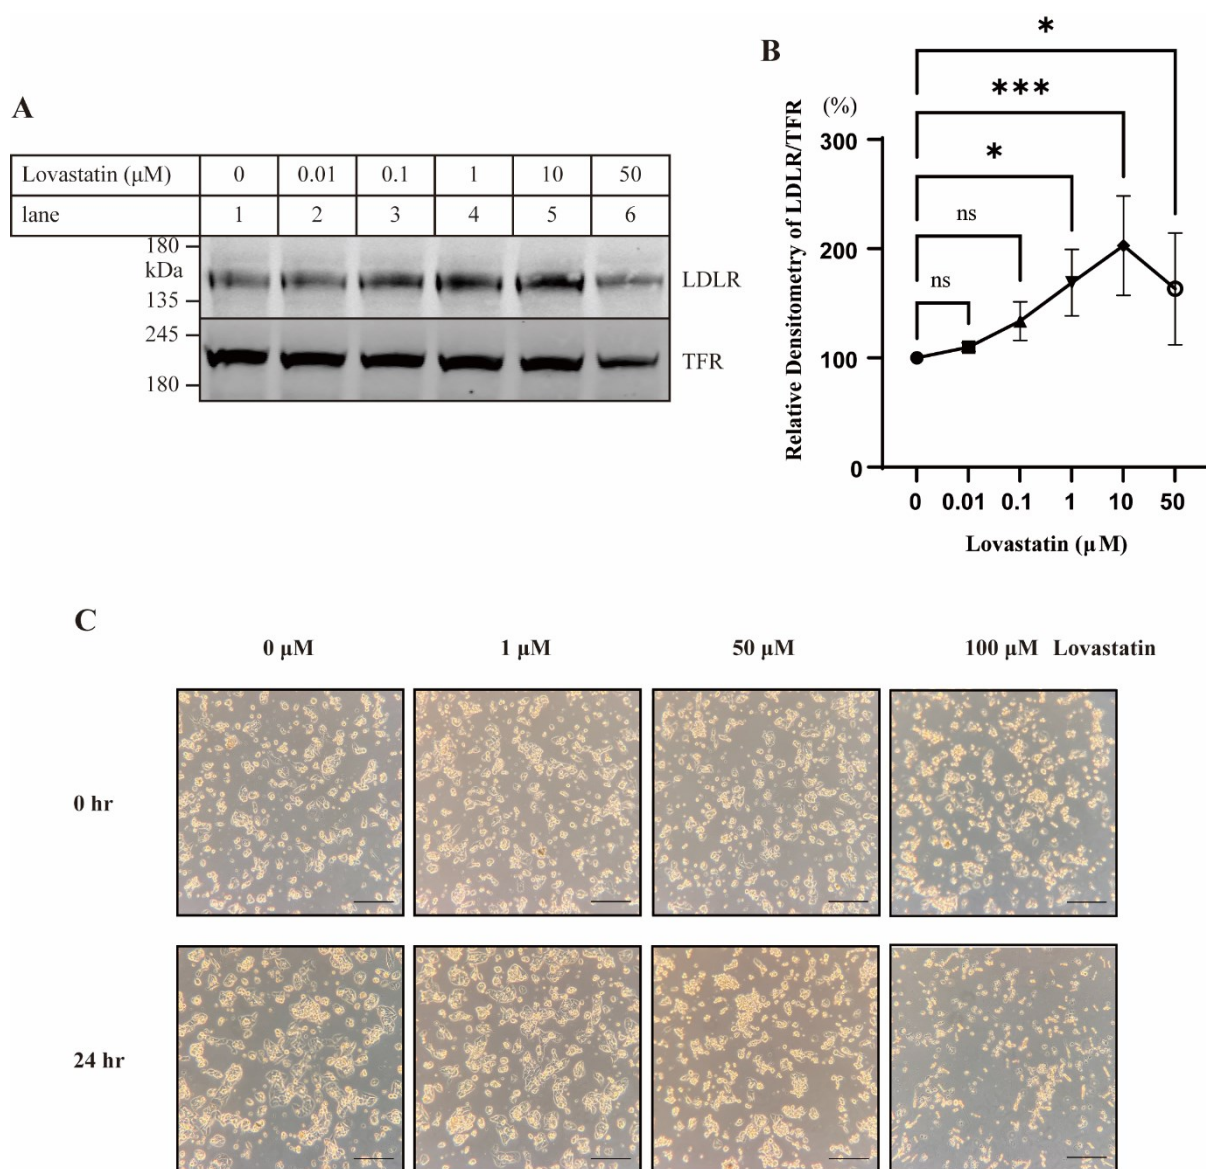 A
Lovastatin (µM) 0 0.01 0.1 1 10 50
lane 1 2 3 4 5 6
180
kDa
135
LDLR
245
180
TFR
B
*
***
*
ns
ns
(%)
300
200
100
0
Relative Densitometry of LDLR/TFR
0 0.01 0.1 1 10 50
Lovastatin (µM)
C
0 µM 1 µM 50 µM 100 µM Lovastatin
0 hr
24 hr